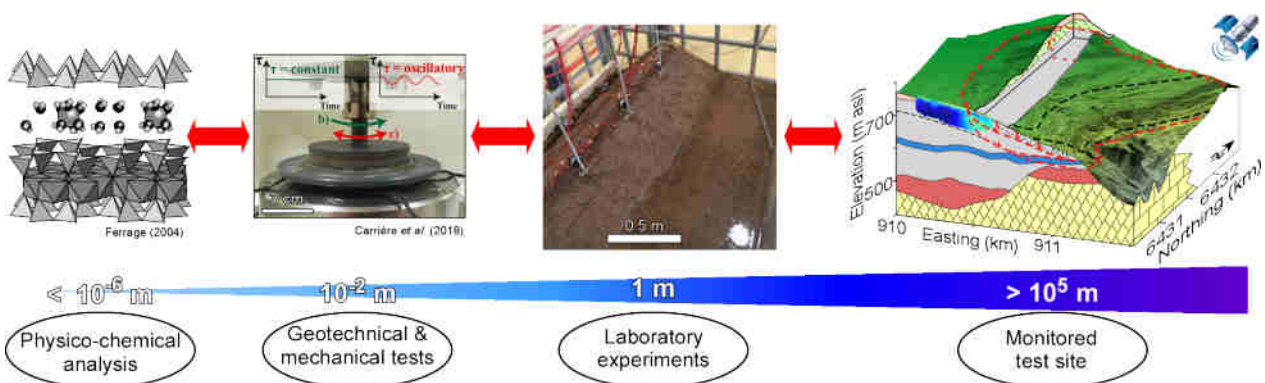 Ferrage (2004)
τ
τ = constant
Time
τ
τ = oscillatory
Time
b)
c)
cm
Carrière et al. (2019)
0.5 m
Elevation (m asl)
700
500
910
Easting (km)
911
6431
6432
Northing (km)
< 10⁻⁶ m
10⁻² m
1 m
> 10⁵ m
Physico-chemical
analysis
Geotechnical &
mechanical tests
Laboratory
experiments
Monitored
test site